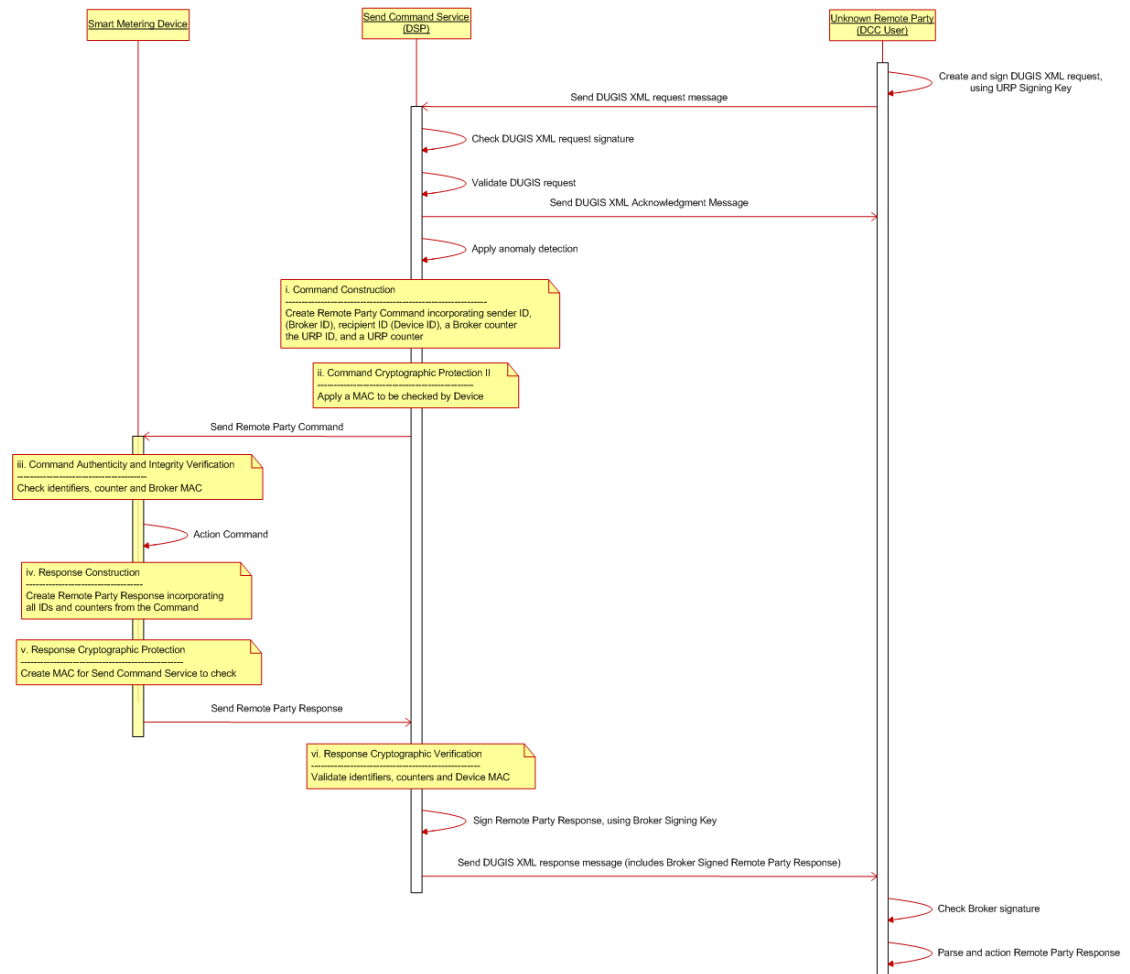 Smart Metering Device
Send Command Service
(DSP)
Unknown Remote Party
(DCC User)
Create and sign DUGIS XML request,
using URP Signing Key
Send DUGIS XML request message
Check DUGIS XML request signature
Validate DUGIS request
Send DUGIS XML Acknowledgment Message
Apply anomaly detection
i. Command Construction
Create Remote Party Command incorporating sender ID,
(Broker ID), recipient ID (Device ID), a Broker counter
the URP ID, and a URP counter
ii. Command Cryptographic Protection II
Apply a MAC to be checked by Device
Send Remote Party Command
iii. Command Authenticity and Integrity Verification
Check identifiers, counter and Broker MAC
Action Command
iv. Response Construction
Create Remote Party Response incorporating
all IDs and counters from the Command
v. Response Cryptographic Protection
Create MAC for Send Command Service to check
Send Remote Party Response
vi. Response Cryptographic Verification
Validate identifiers, counters and Device MAC
Sign Remote Party Response, using Broker Signing Key
Send DUGIS XML response message (includes Broker Signed Remote Party Response)
Check Broker signature
Parse and action Remote Party Response